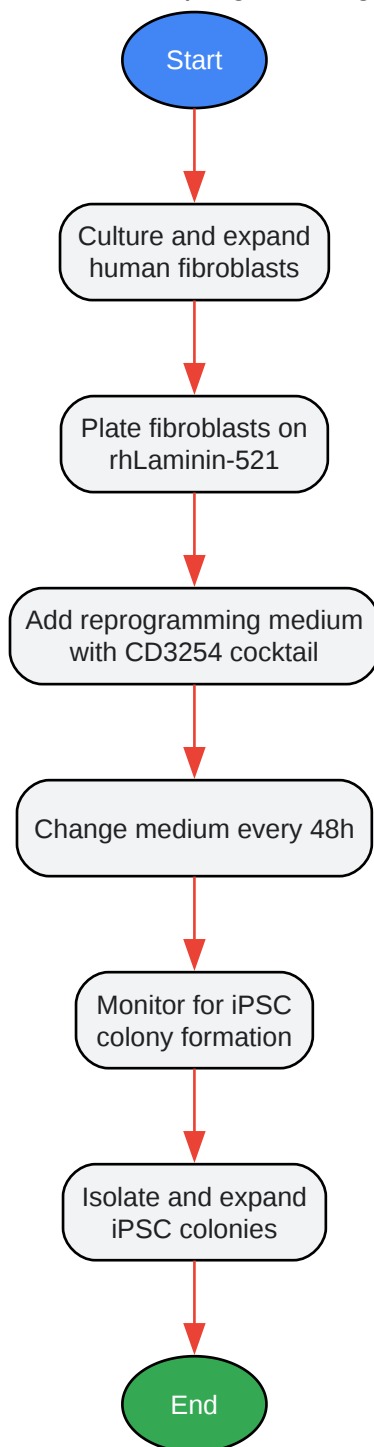 Start
Culture and expand
human fibroblasts
Plate fibroblasts on
rhLaminin-521
Add reprogramming medium
with CD3254 cocktail
Change medium every 48h
Monitor for iPSC
colony formation
Isolate and expand
iPSC colonies
End